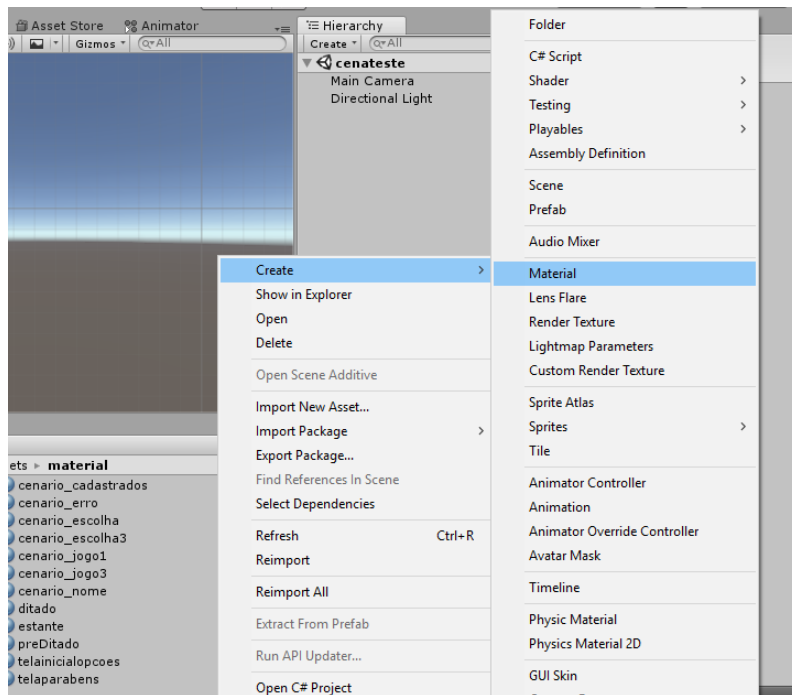 Asset Store Animator
Gizmos All
Hierarchy
Create All
cenateste
Main Camera
Directional Light
Folder
C# Script
Shader
Testing
Playables
Assembly Definition
Scene
Prefab
Audio Mixer
Material
Lens Flare
Render Texture
Lightmap Parameters
Custom Render Texture
Sprite Atlas
Sprites
Tile
Animator Controller
Animation
Animator Override Controller
Avatar Mask
Timeline
Physic Material
Physics Material 2D
GUI Skin
Create
Show in Explorer
Open
Delete
Open Scene Additive
Import New Asset...
Import Package
Export Package...
Find References In Scene
Select Dependencies
Refresh Ctrl+R
Reimport
Reimport All
Extract From Prefab
Run API Updater...
Open C# Project
ets ▸ material
cenario_cadastrados
cenario_erro
cenario_escolha
cenario_escolha3
cenario_jogo1
cenario_jogo3
cenario_nome
ditado
estante
preDitado
telainicialopcoes
telaparabens